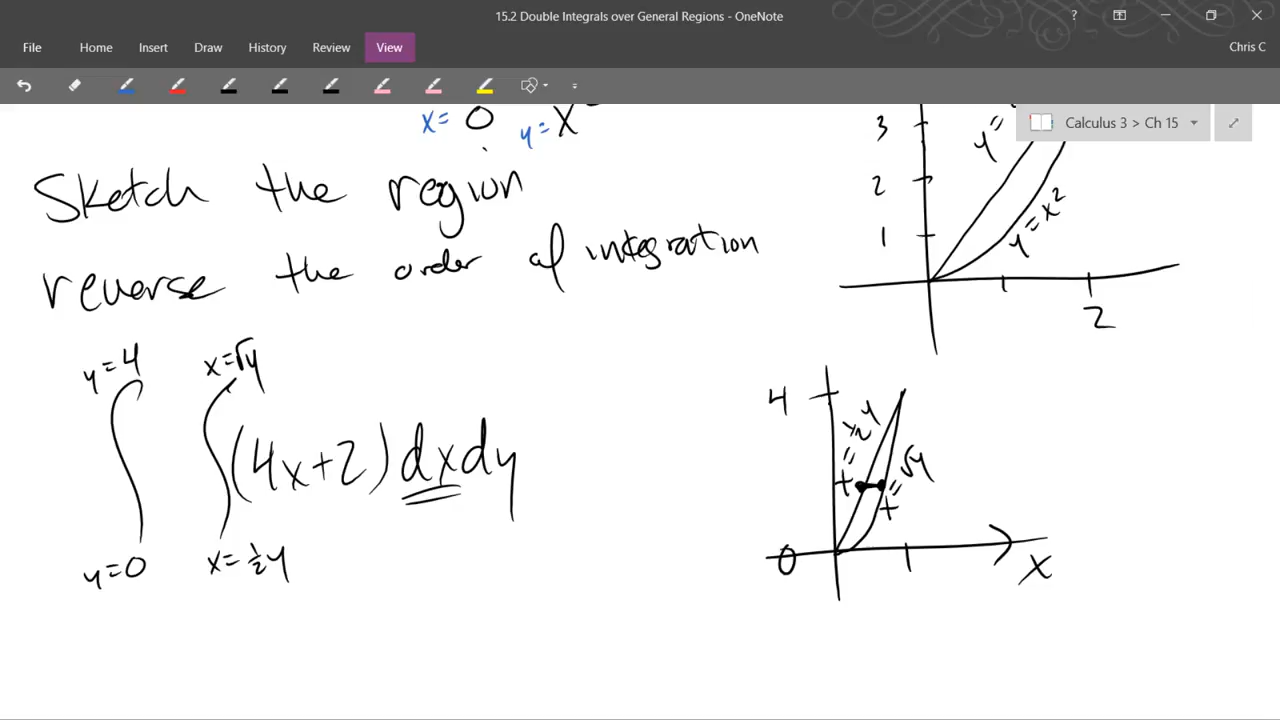 15.2 Double Integrals over General Regions - OneNote
File Home Insert Draw History Review View
Chris C
Calculus 3 > Ch 15
x= 0 y= x
3
y=
2
1
y=x²
2
Sketch the region
reverse the order of integration
y=4 x=√y
(4x+2) dxdy
y=0 x=½y
4
x=½y
x=√y
0
x